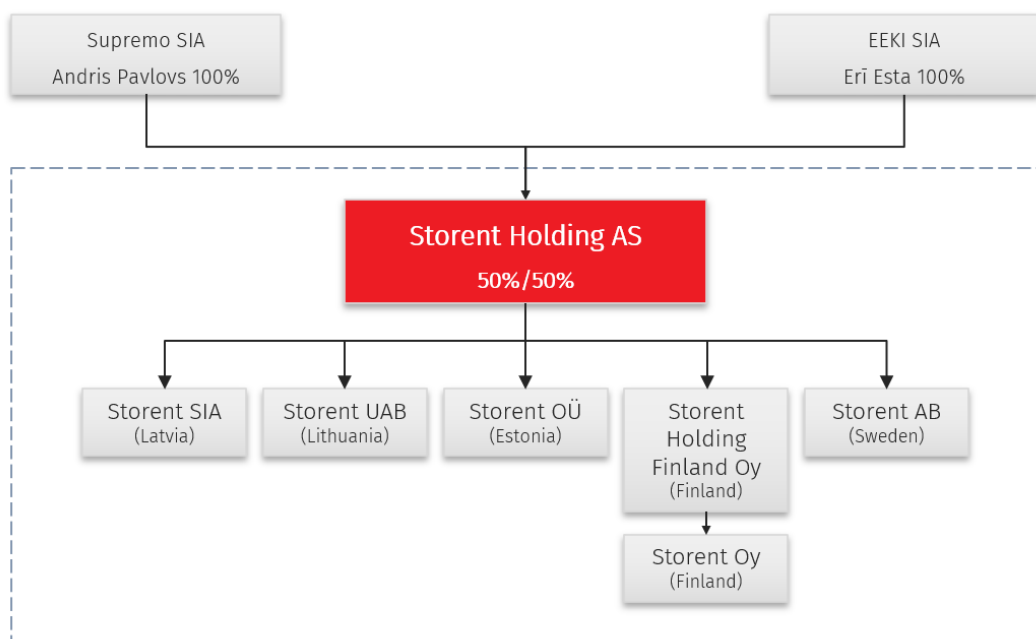 Supremo SIA
Andris Pavlovs 100%
EEKI SIA
Erī Esta 100%
Storent Holding AS
50%/50%
Storent SIA
(Latvia)
Storent UAB
(Lithuania)
Storent OÜ
(Estonia)
Storent
Holding
Finland Oy
(Finland)
Storent AB
(Sweden)
Storent Oy
(Finland)